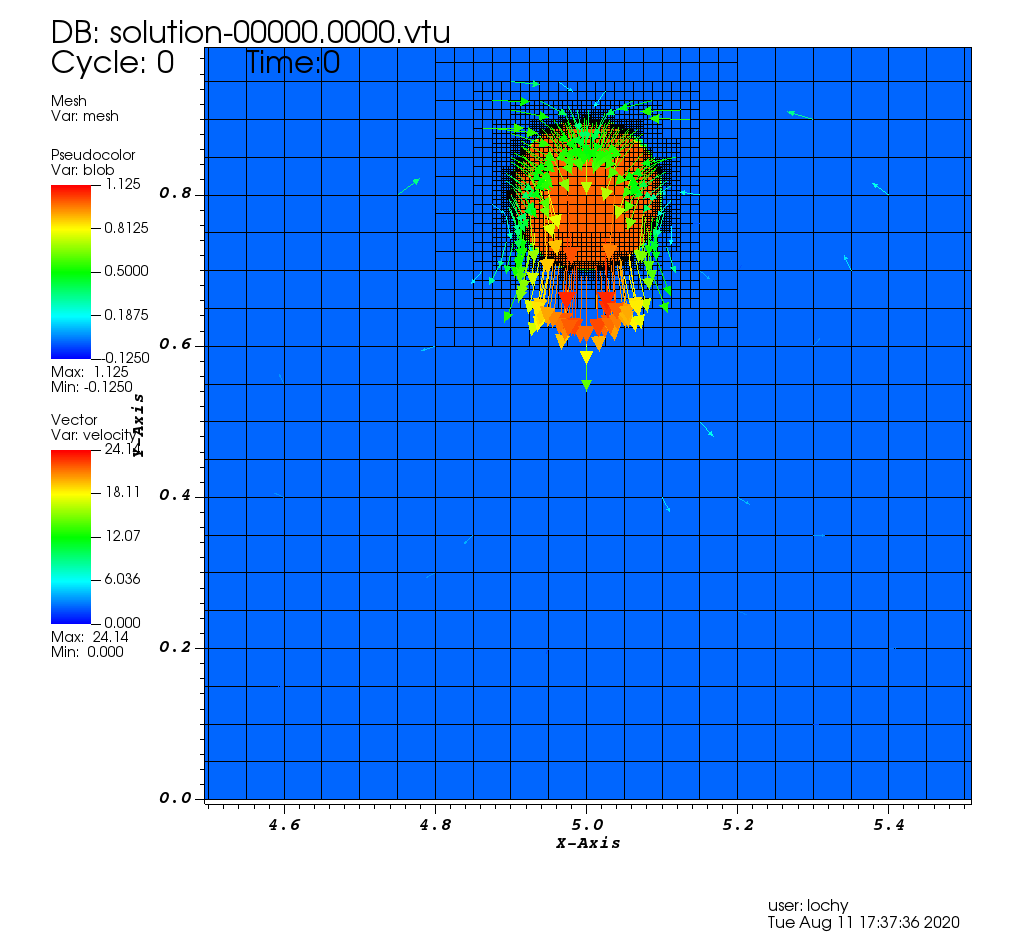 DB: solution-00000.0000.vtu
Cycle: 0 Time:0
Mesh
Var: mesh
Pseudocolor
Var: blob
1.125
0.8125
0.5000
0.1875
-0.1250
Max: 1.125
Min: -0.1250
Vector
Var: velocity
24.14
18.11
12.07
6.036
0.000
Max: 24.14
Min: 0.000
Y-Axis
0.8
0.6
0.4
0.2
0.0
4.6 4.8 5.0 5.2 5.4
X-Axis
user: lochy
Tue Aug 11 17:37:36 2020